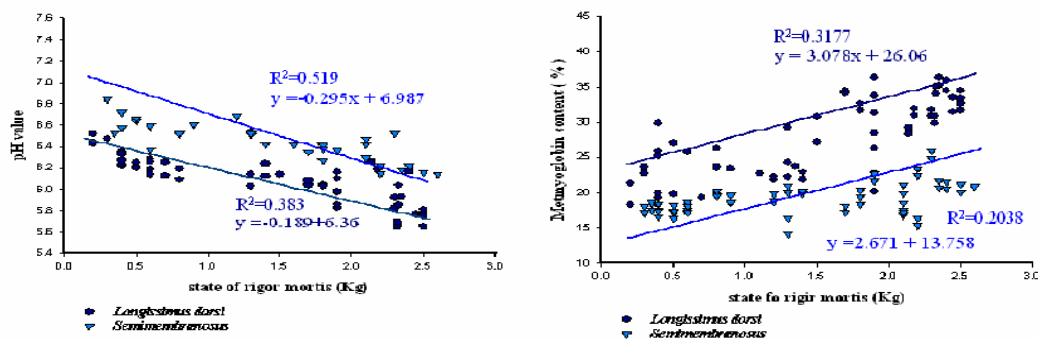 7.6
7.4
7.2
7.0
6.8
6.6
6.4
6.2
6.0
5.8
5.6
5.4
pH value
R²=0.519
y =-0.295x + 6.987
R²=0.383
y =-0.189+6.36
0.0 0.5 1.0 1.5 2.0 2.5 3.0
state of rigor mortis (Kg)
Longissimus dorsi
Semimembranosus
45
40
35
30
25
20
15
10
Metmyoglobin content (%)
R²=0.3177
y = 3.078x + 26.06
R²=0.2038
y =2.671 + 13.758
0.0 0.5 1.0 1.5 2.0 2.5 3.0
state fo rigir mortis (Kg)
Longissimus dorsi
Semimembranosus